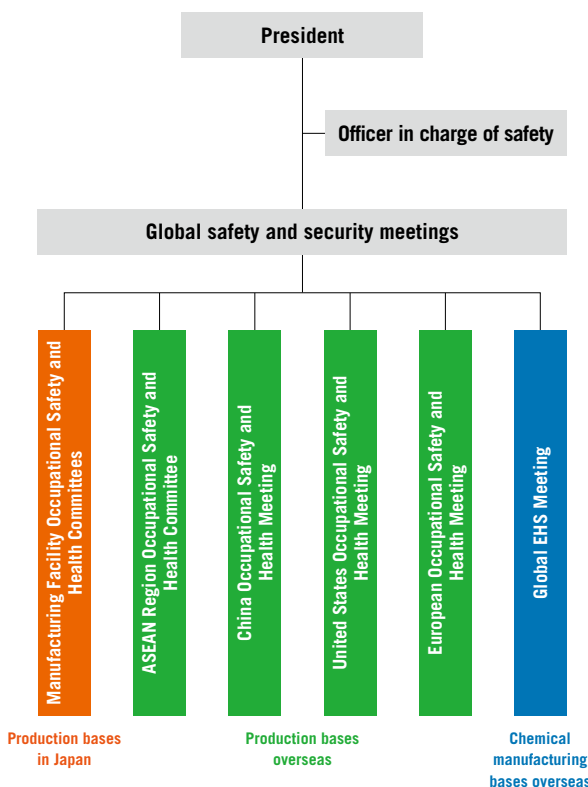 President
Officer in charge of safety
Global safety and security meetings
Manufacturing Facility Occupational Safety and
Health Committees
ASEAN Region Occupational Safety and
Health Committee
China Occupational Safety and
Health Meeting
United States Occupational Safety and
Health Meeting
European Occupational Safety and
Health Meeting
Global EHS Meeting
Production bases
in Japan
Production bases
overseas
Chemical
manufacturing
bases overseas